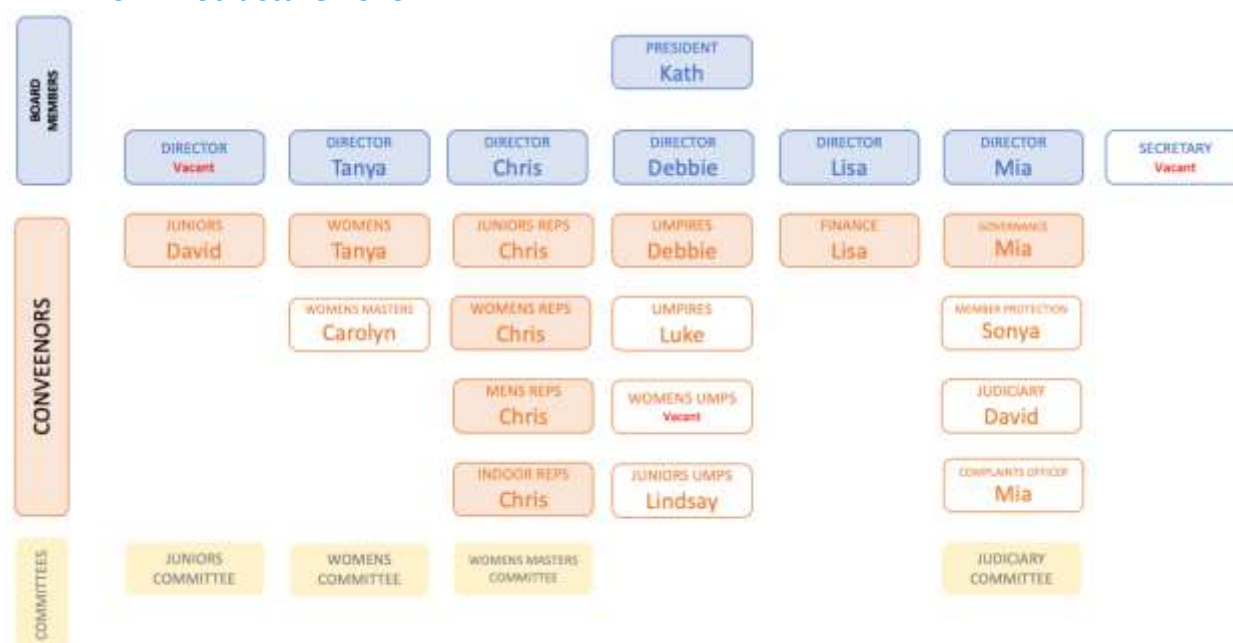 BOARD
MEMBERS
PRESIDENT
Kath
DIRECTOR
Vacant
DIRECTOR
Tanya
DIRECTOR
Chris
DIRECTOR
Debbie
DIRECTOR
Lisa
DIRECTOR
Mia
SECRETARY
Vacant
CONVEENORS
JUNIORS
David
WOMENS
Tanya
JUNIORS REPS
Chris
UMPIRES
Debbie
FINANCE
Lisa
GOVERNANCE
Mia
WOMENS MASTERS
Carolyn
WOMENS REPS
Chris
UMPIRES
Luke
MEMBER PROTECTION
Sonya
MENS REPS
Chris
WOMENS UMPS
Vacant
JUDICIARY
David
INDOOR REPS
Chris
JUNIORS UMPS
Lindsay
COMPLAINTS OFFICER
Mia
COMMITTEES
JUNIORS
COMMITTEE
WOMENS
COMMITTEE
WOMENS MASTERS
COMMITTEE
JUDICIARY
COMMITTEE